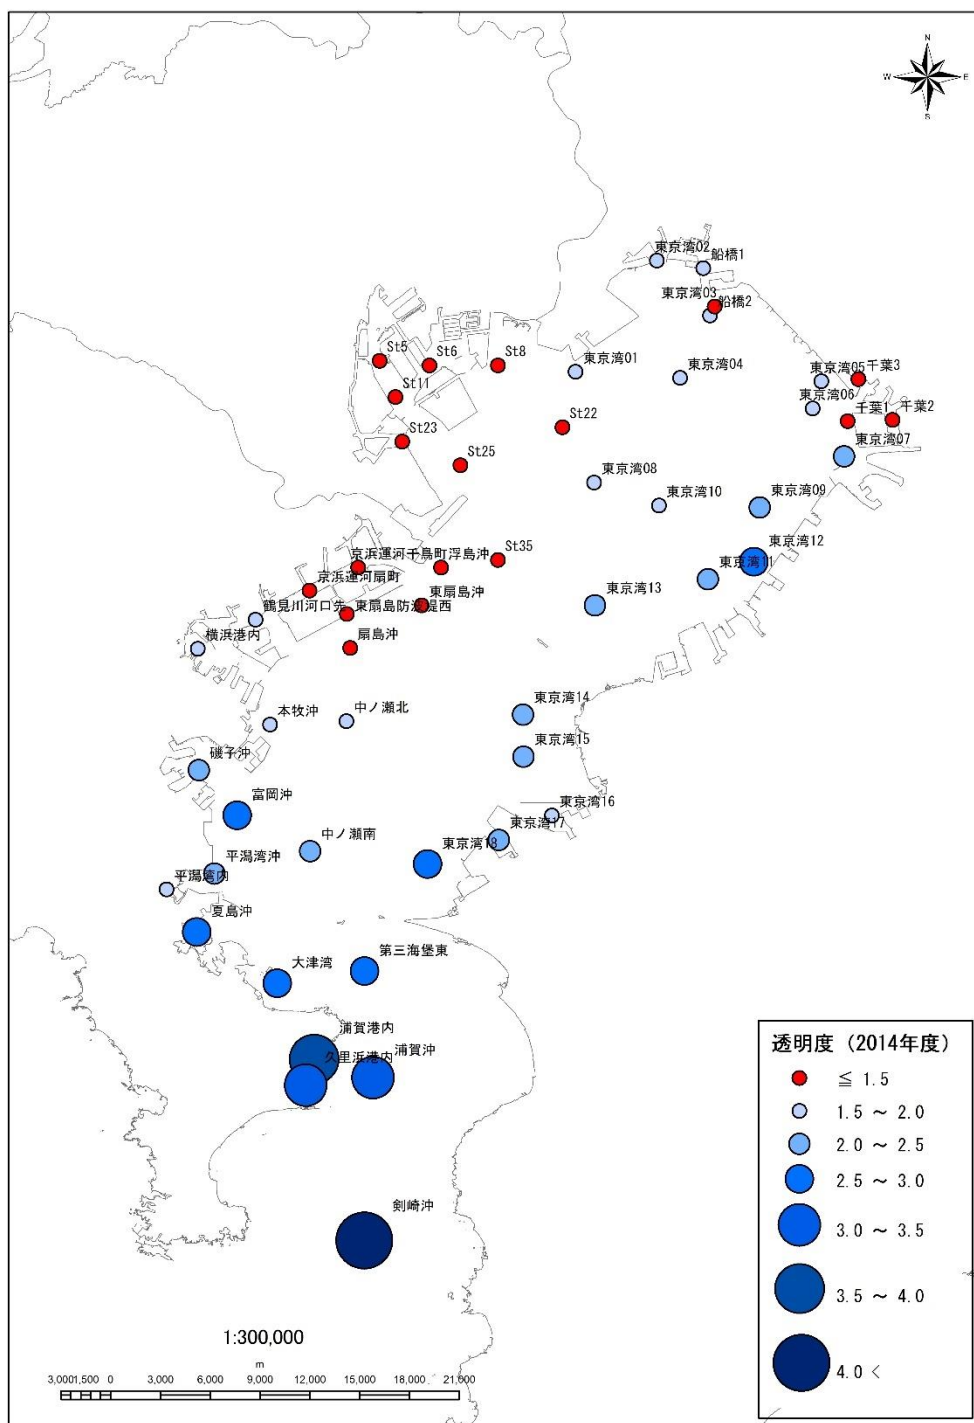 N
W E
S
東京湾02
船橋1
東京湾03
船橋2
St5
St6
St8
東京湾01
東京湾04
東京湾05
千葉3
St11
東京湾06
千葉1
千葉2
St22
St23
東京湾07
St25
東京湾08
東京湾10
東京湾09
東京湾12
St35
京浜運河千鳥町
浮島沖
東京湾11
京浜運河扇町
鶴見川河口先
東扇島防波堤西
東扇島沖
東京湾13
横浜港内
扇島沖
本牧沖
中ノ瀬北
東京湾14
磯子沖
東京湾15
富岡沖
東京湾16
東京湾17
中ノ瀬南
東京湾18
平潟湾沖
平潟湾内
夏島沖
大津湾
第三海堡東
浦賀港内
久里浜港内
浦賀沖
剣崎沖
透明度（2014年度）
≦ 1.5
1.5 ～ 2.0
2.0 ～ 2.5
2.5 ～ 3.0
3.0 ～ 3.5
3.5 ～ 4.0
4.0 <
1:300,000
m
3,000 1,500 0 3,000 6,000 9,000 12,000 15,000 18,000 21,000